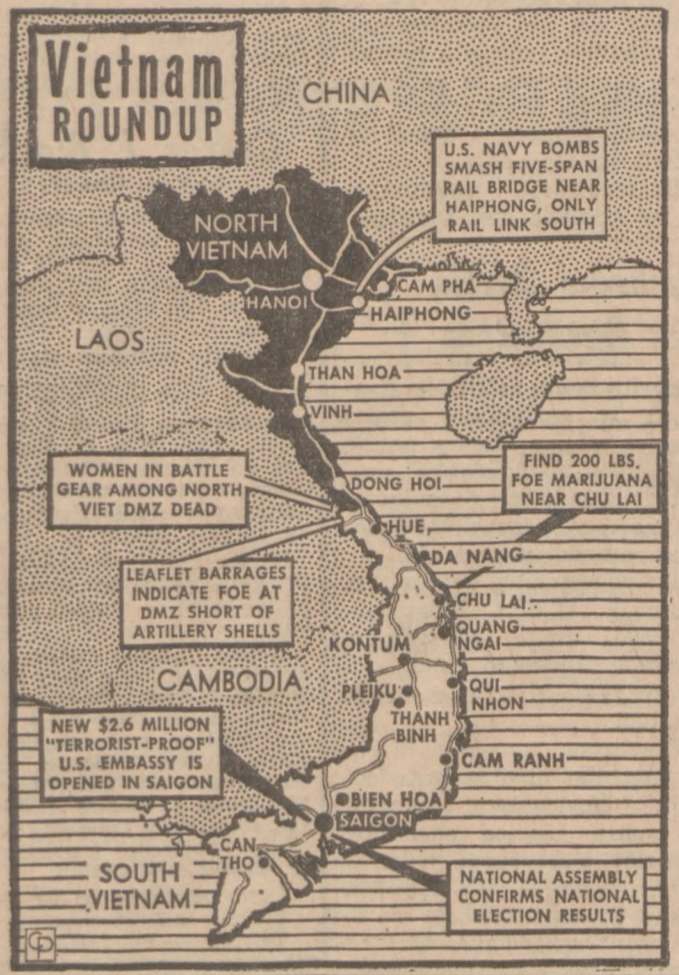 Vietnam
ROUNDUP
CHINA
U.S. NAVY BOMBS
SMASH FIVE-SPAN
RAIL BRIDGE NEAR
HAIPHONG, ONLY
RAIL LINK SOUTH
NORTH
VIETNAM
HANOI
CAM PHA
HAIPHONG
LAOS
THAN HOA
VINH
WOMEN IN BATTLE
GEAR AMONG NORTH
VIET DMZ DEAD
DONG HOI
FIND 200 LBS.
FOE MARIJUANA
NEAR CHU LAI
HUE
DA NANG
LEAFLET BARRAGES
INDICATE FOE AT
DMZ SHORT OF
ARTILLERY SHELLS
CHU LAI
QUANG
NGAI
KONTUM
CAMBODIA
PLEIKU
QUI
NHON
THANH
BINH
NEW $2.6 MILLION
"TERRORIST-PROOF"
U.S. EMBASSY IS
OPENED IN SAIGON
CAM RANH
BIEN HOA
SAIGON
CAN
THO
SOUTH
VIETNAM
NATIONAL ASSEMBLY
CONFIRMS NATIONAL
ELECTION RESULTS
CP